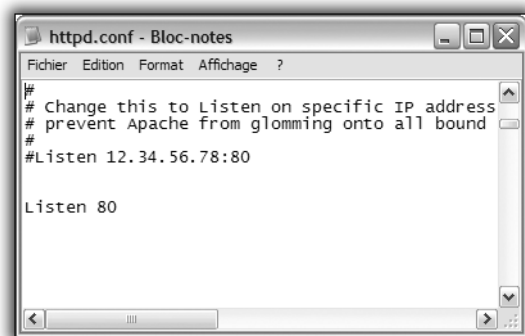 httpd.conf - Bloc-notes
Fichier Edition Format Affichage ?
#
# Change this to Listen on specific IP address
# prevent Apache from glomming onto all bound
#
#Listen 12.34.56.78:80
Listen 80